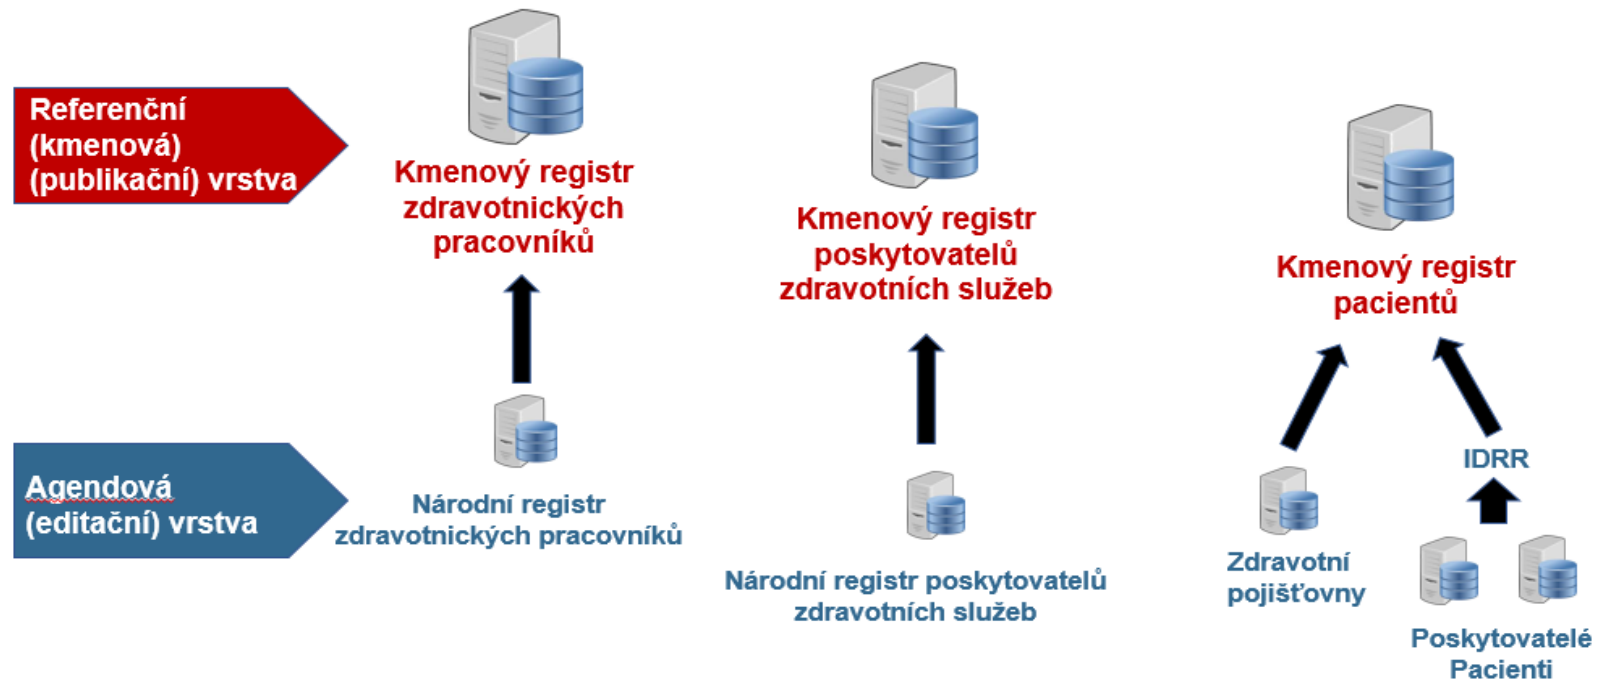 Referenční
(kmenová)
(publikační) vrstva
Kmenový registr
zdravotnických
pracovníků
Kmenový registr
poskytovatelů
zdravotních služeb
Kmenový registr
pacientů
Agendová
(editační) vrstva
Národní registr
zdravotnických pracovníků
Národní registr poskytovatelů
zdravotních služeb
Zdravotní
pojišťovny
IDRR
Poskytovatelé
Pacienti